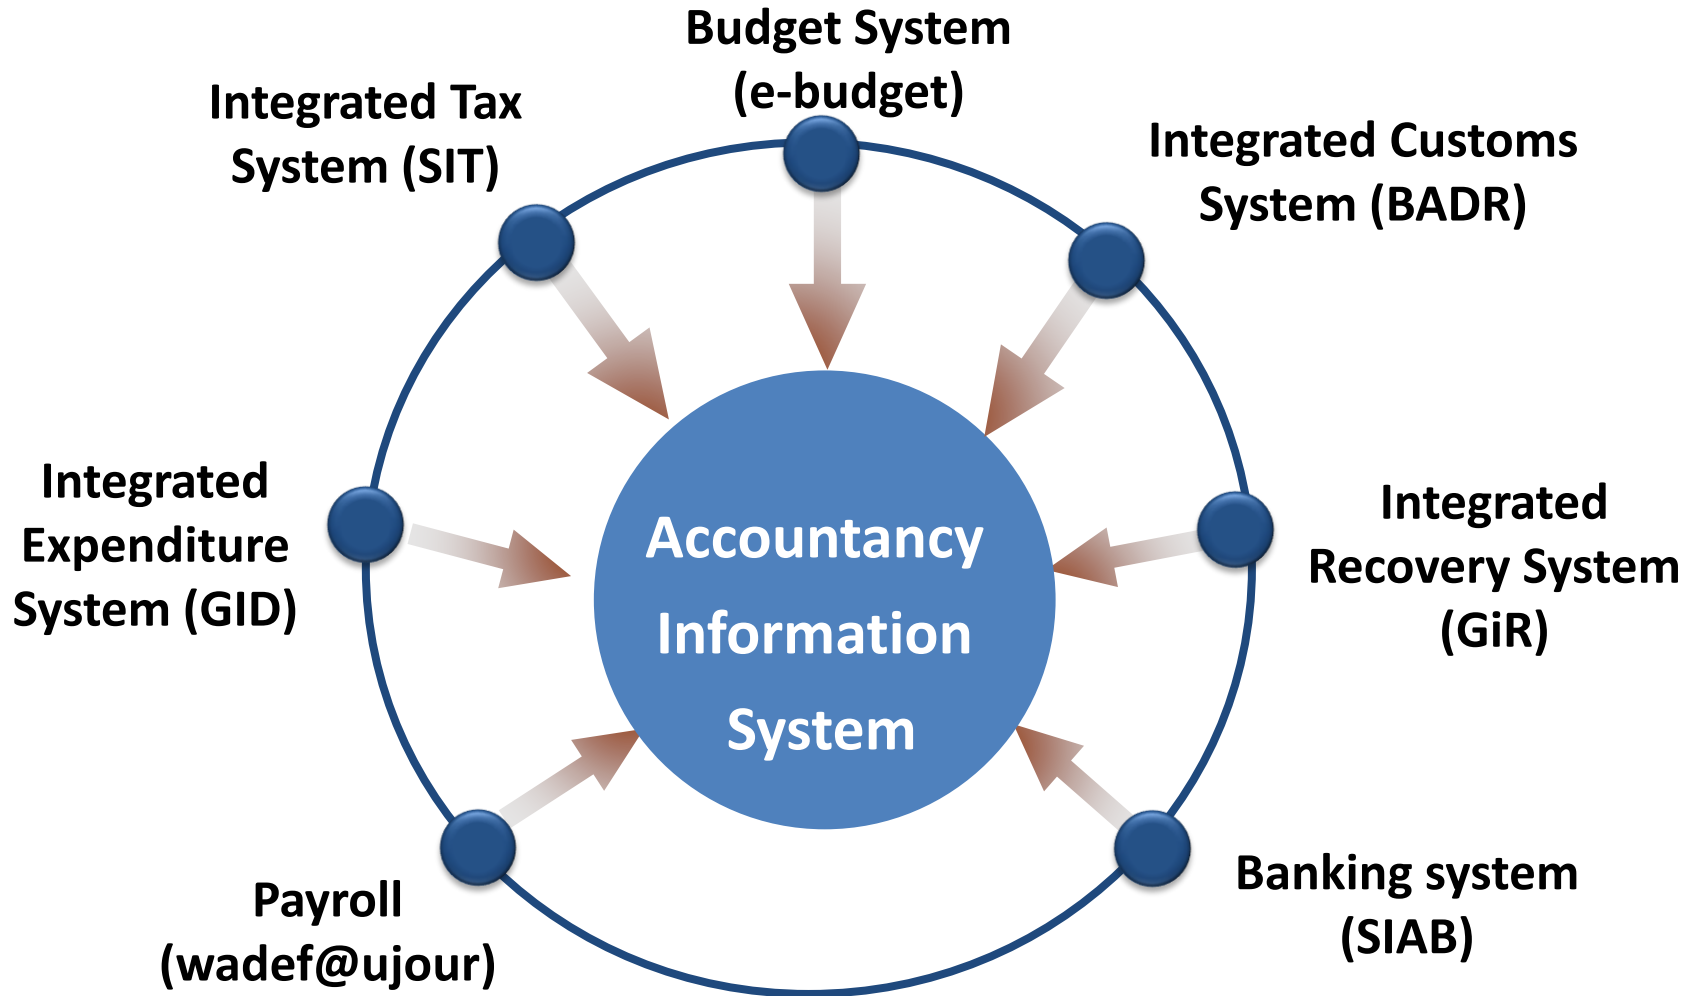 Budget System
(e-budget)
Integrated Tax
System (SIT)
Integrated Customs
System (BADR)
Integrated
Expenditure
System (GID)
Accountancy
Information
System
Integrated
Recovery System
(GiR)
Payroll
(wadef@ujour)
Banking system
(SIAB)